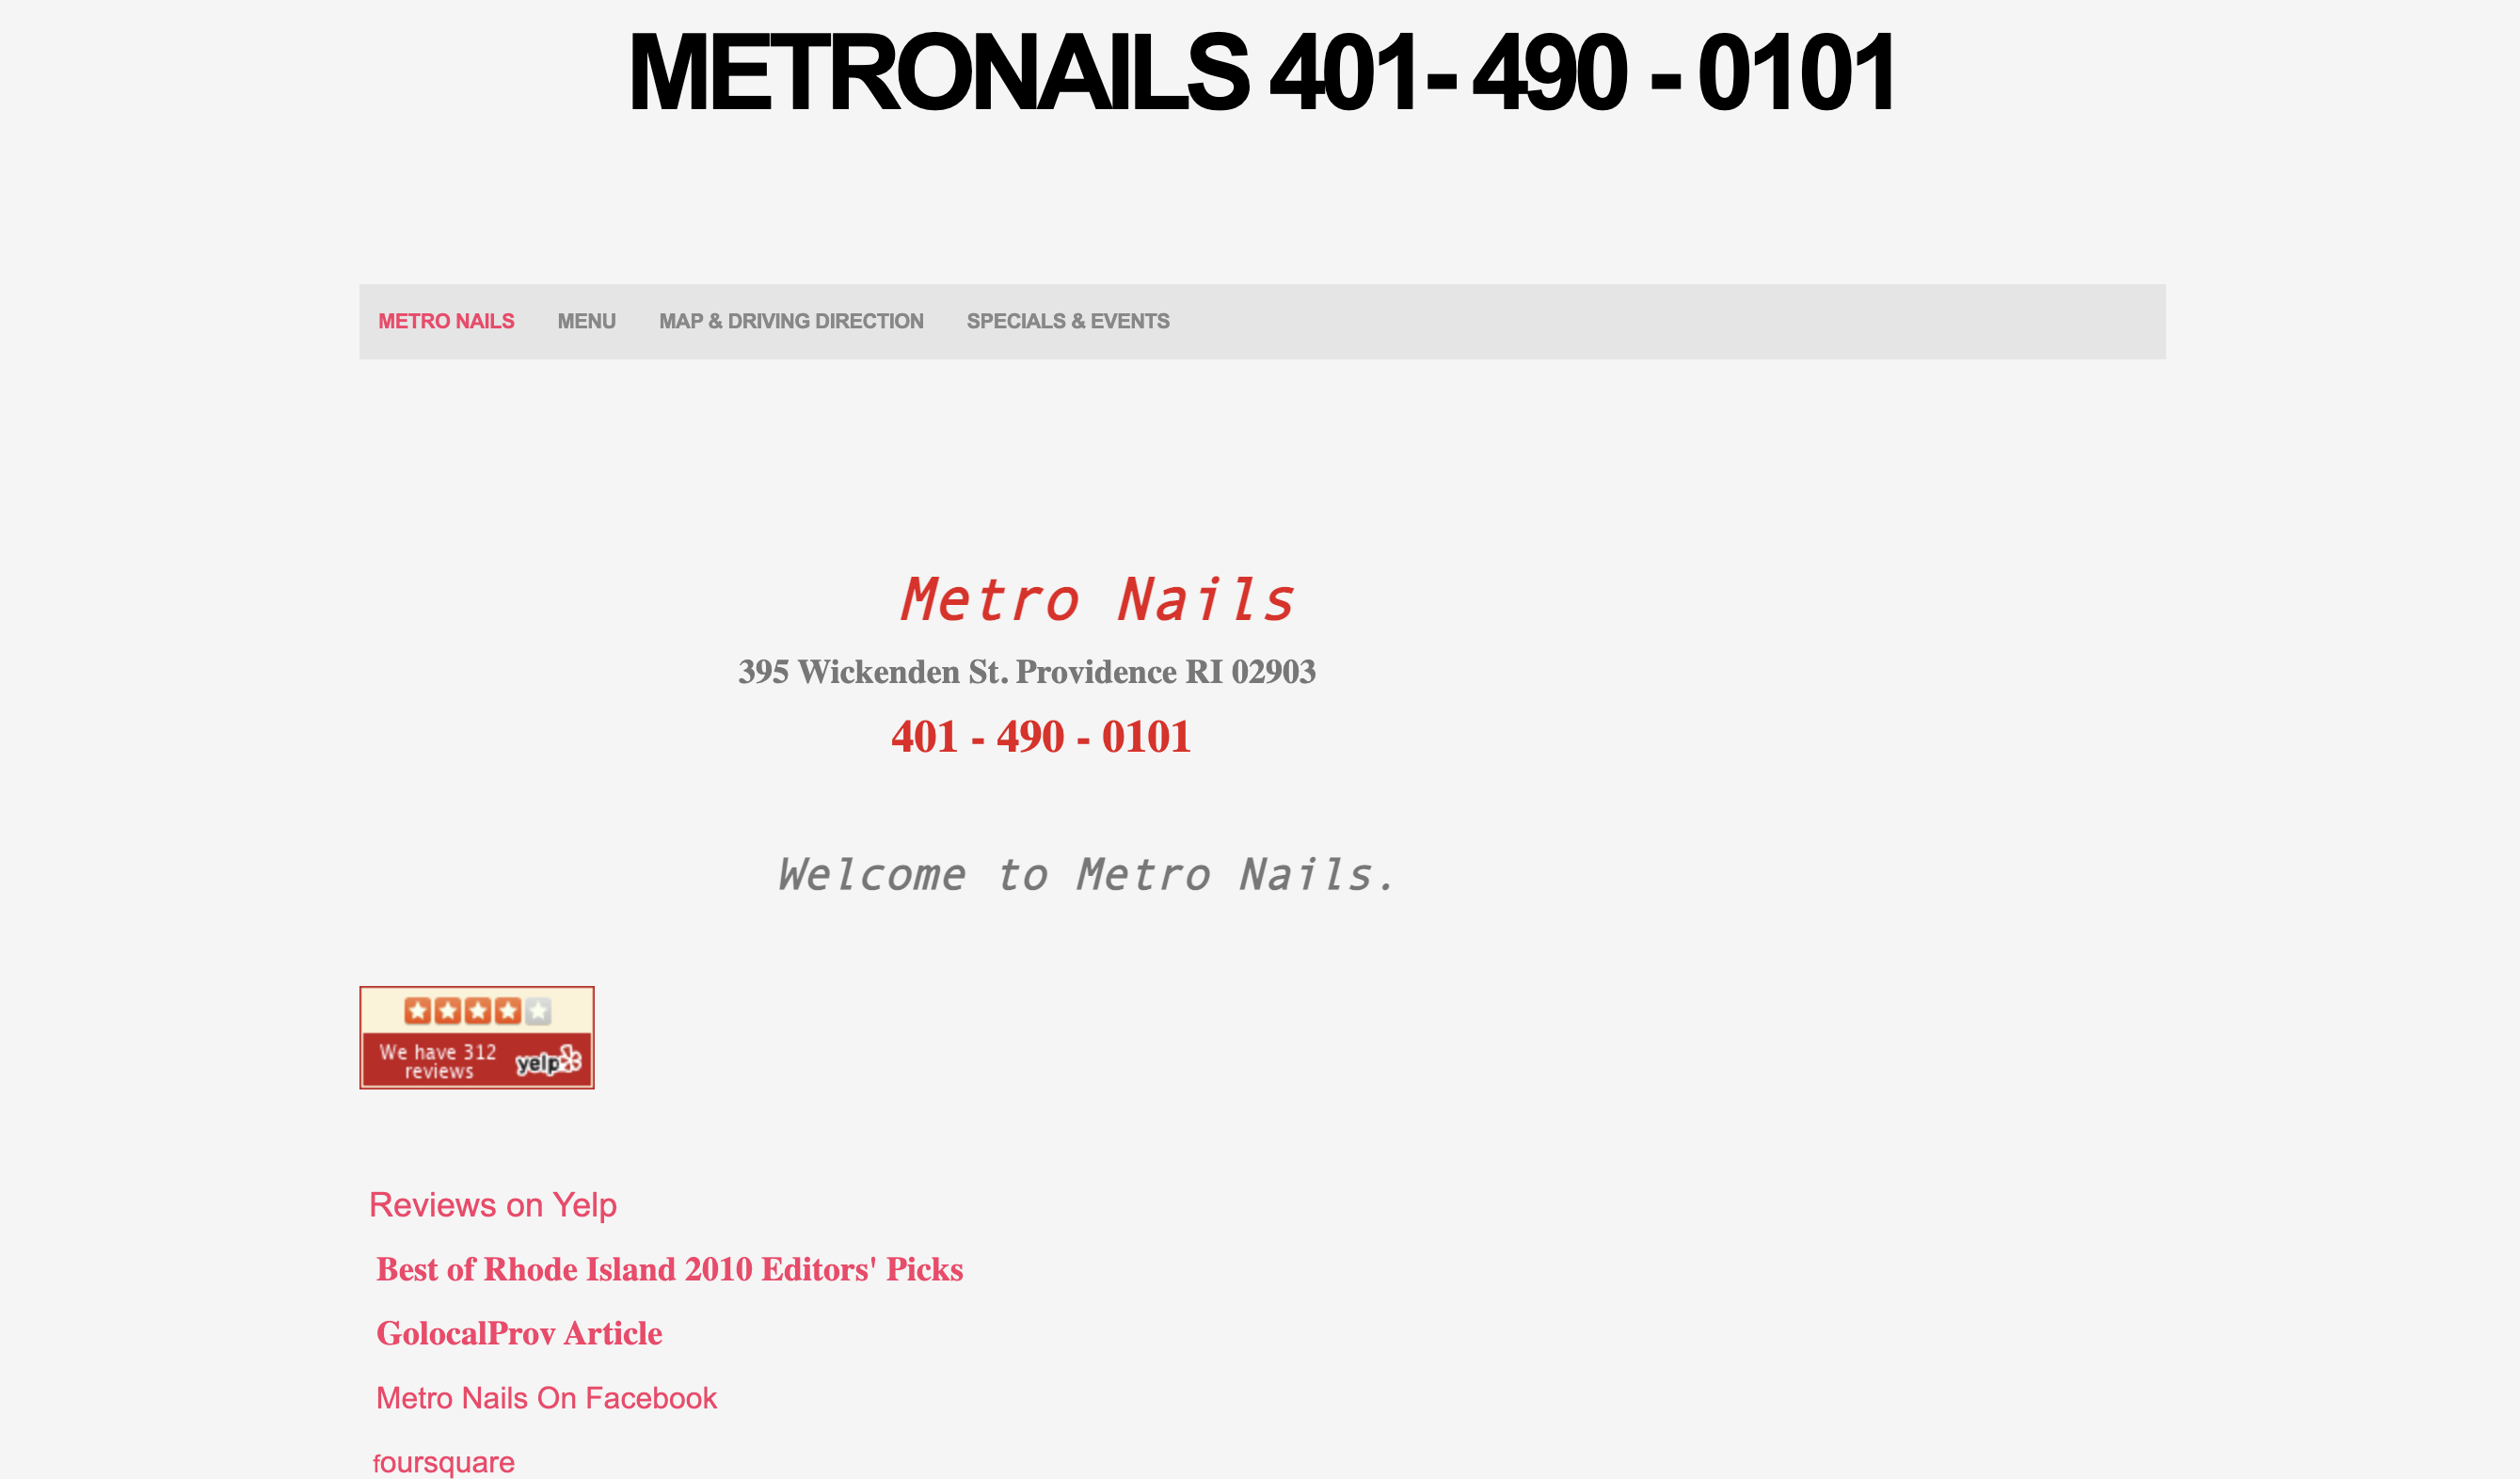 METRONAILS 401- 490 - 0101
METRO NAILS MENU MAP & DRIVING DIRECTION SPECIALS & EVENTS
Metro Nails
395 Wickenden St. Providence RI 02903
401 - 490 - 0101
Welcome to Metro Nails.
We have 312
reviews
yelp
Reviews on Yelp
Best of Rhode Island 2010 Editors' Picks
GolocalProv Article
Metro Nails On Facebook
foursquare